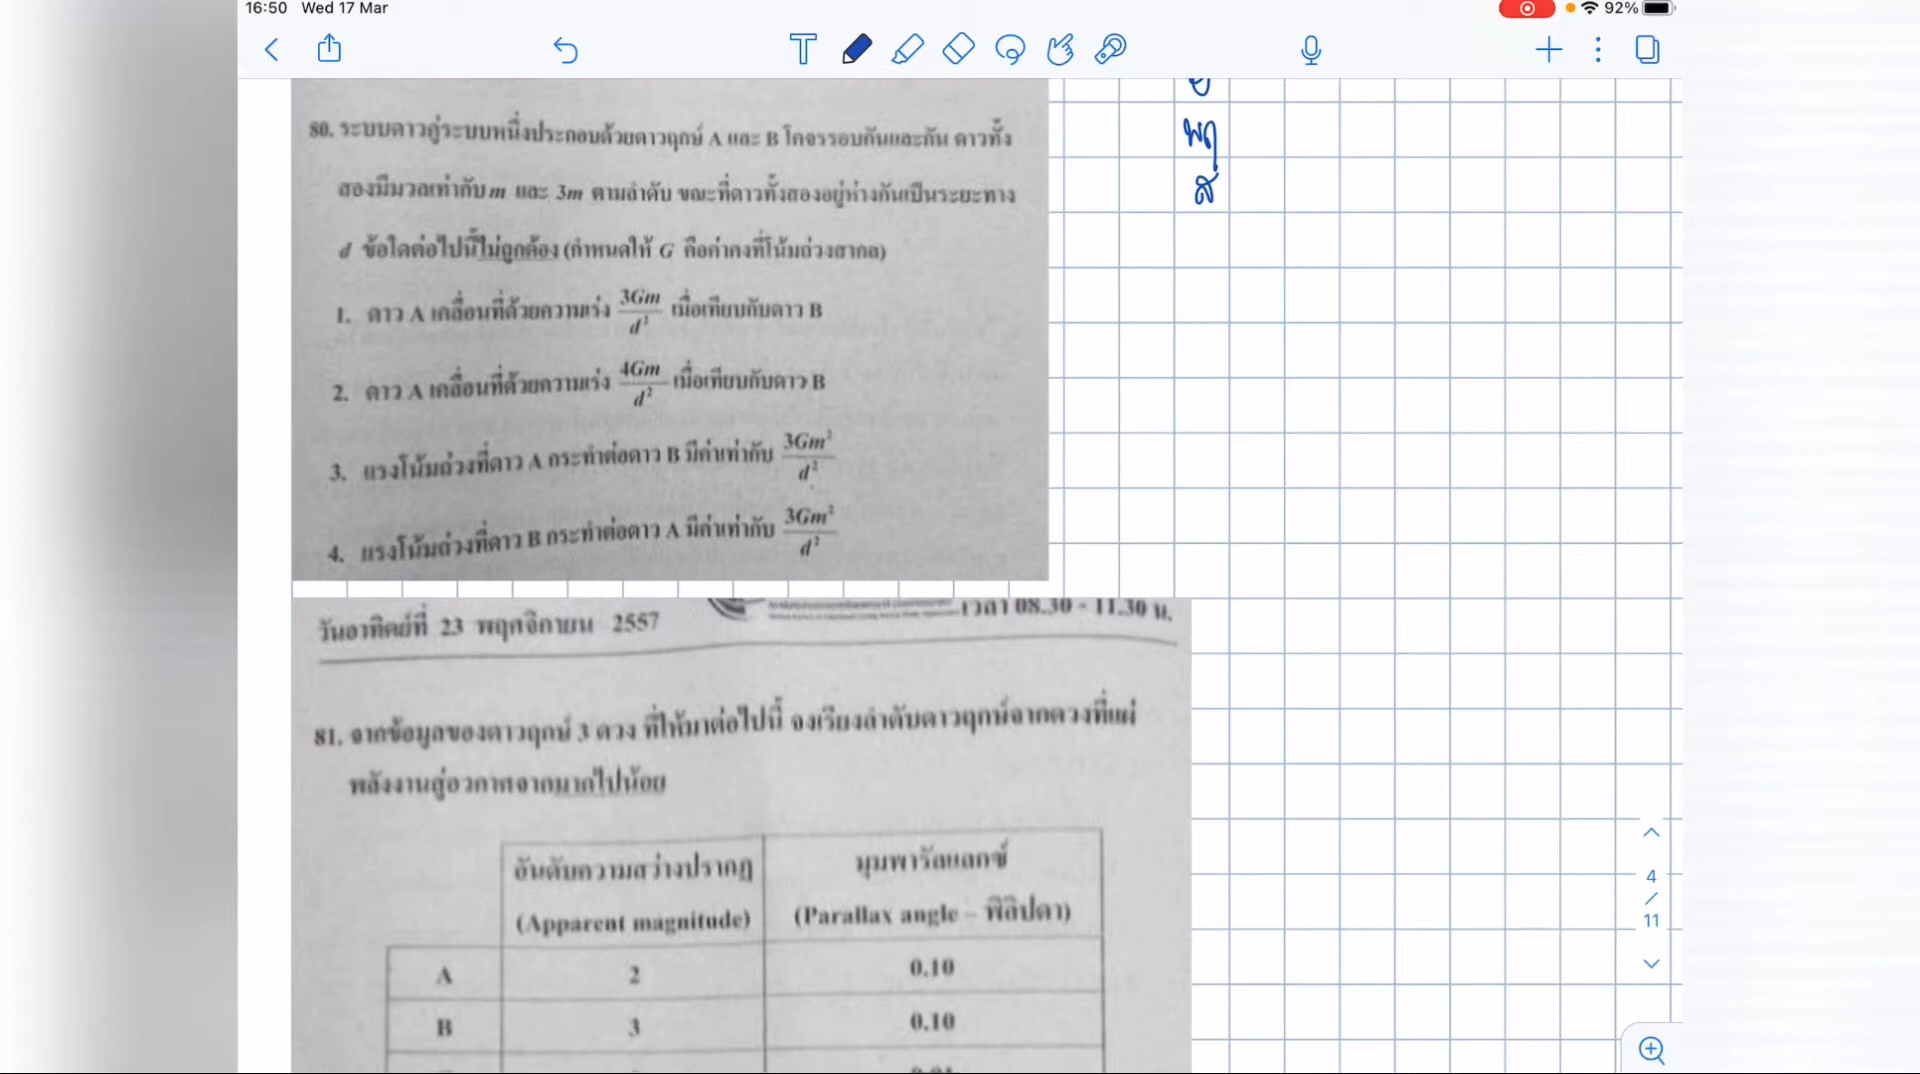 16:50 Wed 17 Mar
92%
พฤ
ส
80. ระบบดาวคู่ระบบหนึ่งประกอบด้วยดาวฤกษ์ A และ B โคจรรอบกันและกัน ดาวทั้ง
สองมีมวลเท่ากับ m และ 3m ตามลำดับ ขณะที่ดาวทั้งสองอยู่ห่างกันเป็นระยะทาง
d ข้อใดต่อไปนี้ไม่ถูกต้อง (กำหนดให้ G คือค่าคงที่โน้มถ่วงสากล)
1. ดาว A เคลื่อนที่ด้วยความเร่ง 3Gm/d² เมื่อเทียบกับดาว B
2. ดาว A เคลื่อนที่ด้วยความเร่ง 4Gm/d² เมื่อเทียบกับดาว B
3. แรงโน้มถ่วงที่ดาว A กระทำต่อดาว B มีค่าเท่ากับ 3Gm²/d²
4. แรงโน้มถ่วงที่ดาว B กระทำต่อดาว A มีค่าเท่ากับ 3Gm²/d²
วันอาทิตย์ที่ 23 พฤศจิกายน 2557 เวลา 08.30 - 11.30 น.
81. จากข้อมูลของดาวฤกษ์ 3 ดวง ที่ให้มาต่อไปนี้ จงเรียงลำดับดาวฤกษ์จากดวงที่แผ่
พลังงานสู่อวกาศจากมากไปน้อย
อันดับความสว่างปรากฏ มุมพารัลแลกซ์
(Apparent magnitude) (Parallax angle – พิลิปดา)
A 2 0.10
B 3 0.10
4
/
11